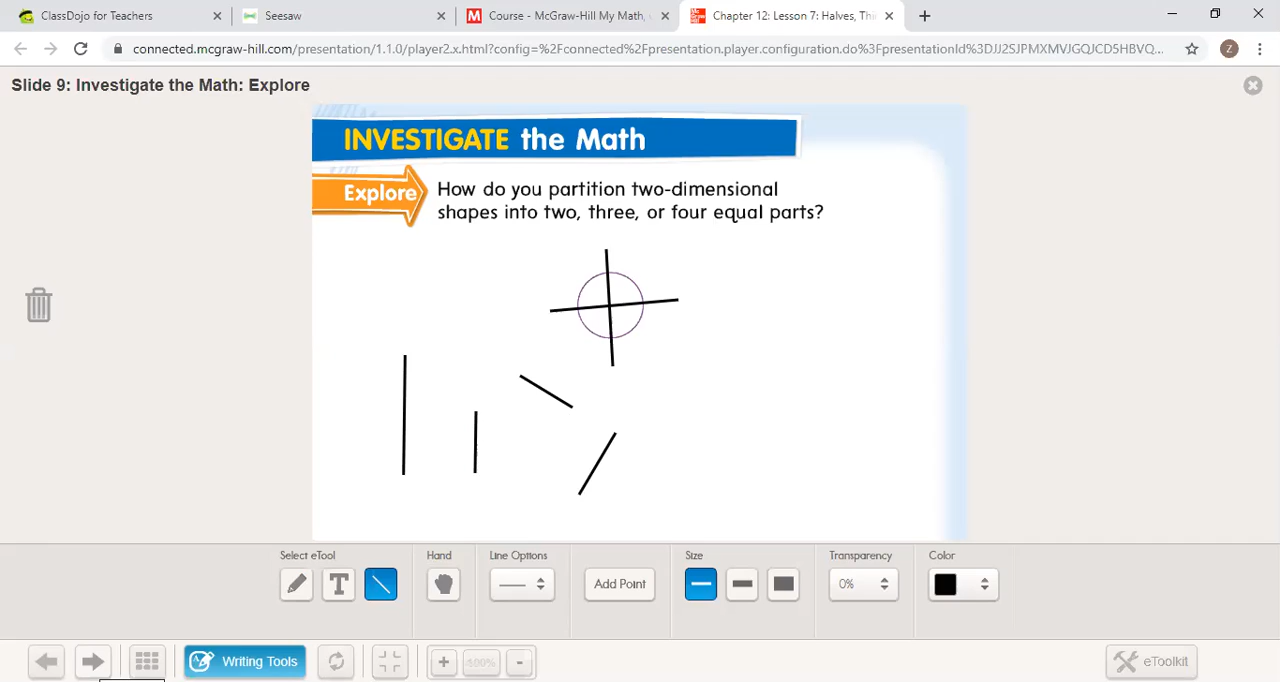 ClassDojo for Teachers
Seesaw
Course - McGraw-Hill My Math,
Chapter 12: Lesson 7: Halves, Thi
connected.mcgraw-hill.com/presentation/1.1.0/player2.x.html?config=%2Fconnected%2Fpresentation.player.configuration.do%3FpresentationId%3DJJ2SJPMXMVJGQJCD5HBVQ...
Z
Slide 9: Investigate the Math: Explore
INVESTIGATE the Math
Explore
How do you partition two-dimensional
shapes into two, three, or four equal parts?
Select eTool
Hand
Line Options
Size
Transparency
Color
T
Add Point
0%
Writing Tools
+
100%
-
eToolkit